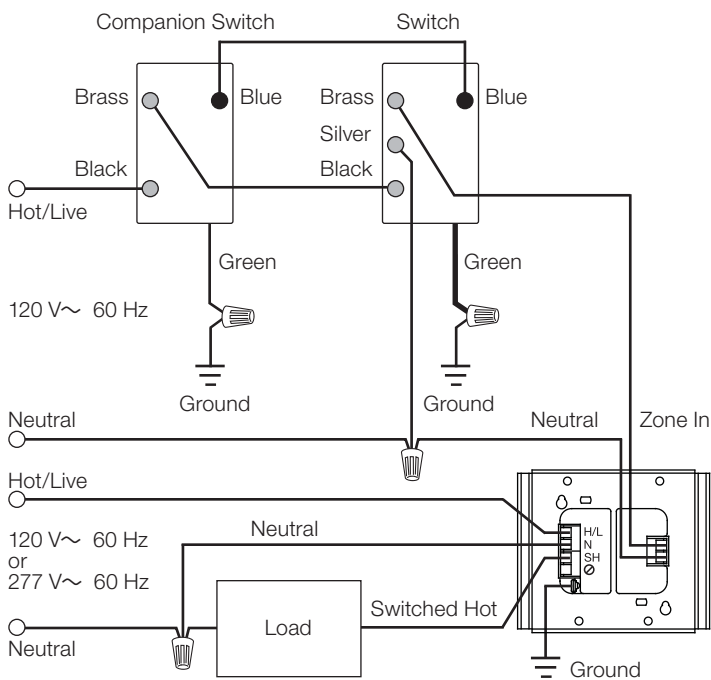 Companion Switch
Switch
Brass
Blue
Brass
Blue
Silver
Black
Black
Hot/Live
Green
Green
120 V～ 60 Hz
Ground
Ground
Neutral
Neutral
Zone In
Hot/Live
Neutral
H/L
N
SH
120 V～ 60 Hz
or
277 V～ 60 Hz
Load
Switched Hot
Neutral
Ground